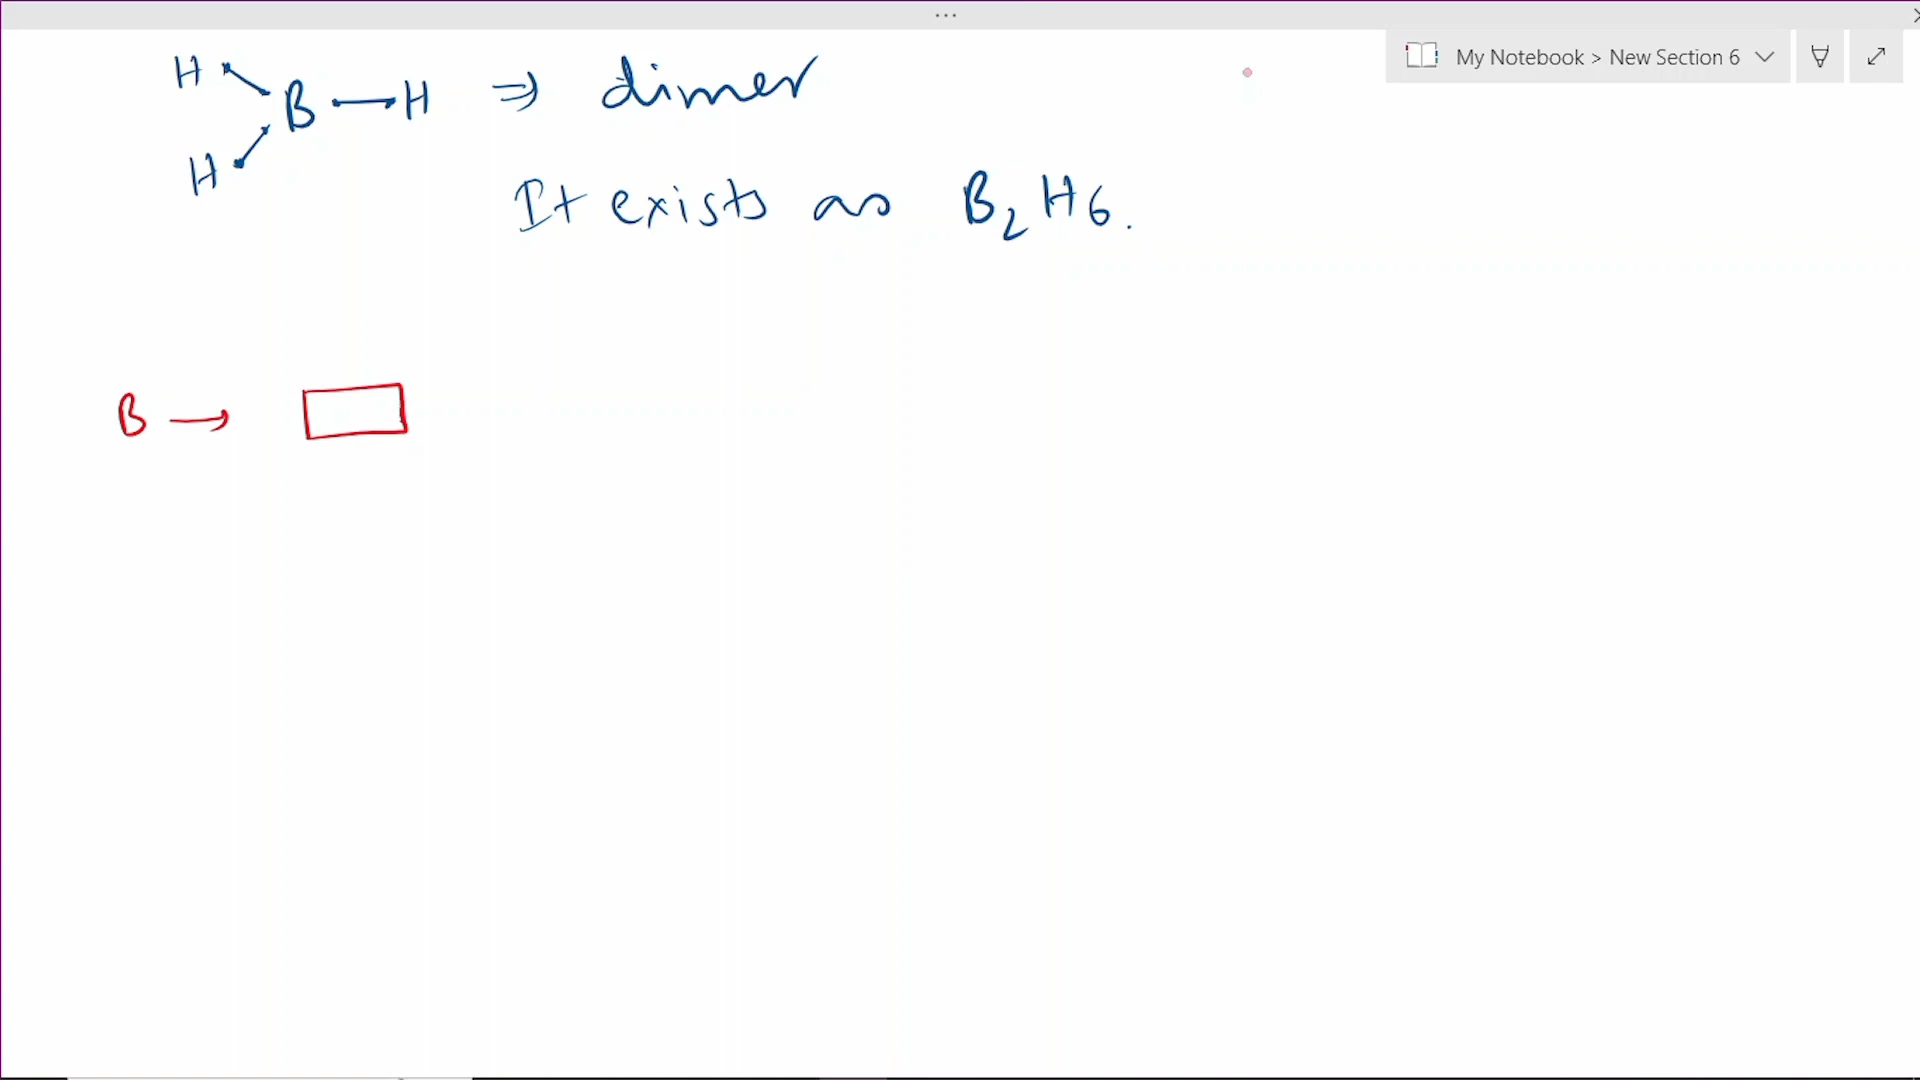 ...
My Notebook > New Section 6
H
B — H ⇒ dimer
H
It exists as B₂H6.
B →